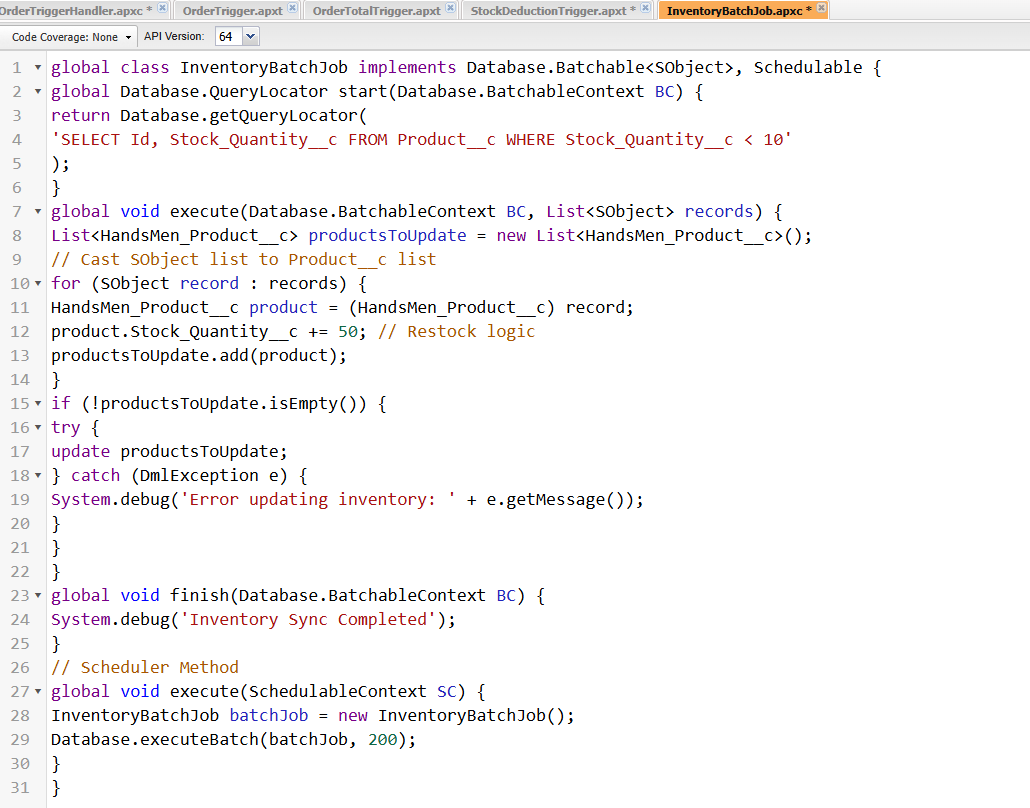 OrderTriggerHandler.apxc * OrderTrigger.apxt OrderTotalTrigger.apxt StockDeductionTrigger.apxt * InventoryBatchJob.apxc *
Code Coverage: None API Version: 64
1 global class InventoryBatchJob implements Database.Batchable<SObject>, Schedulable {
2 global Database.QueryLocator start(Database.BatchableContext BC) {
3 return Database.getQueryLocator(
4 'SELECT Id, Stock_Quantity__c FROM Product__c WHERE Stock_Quantity__c < 10'
5 );
6 }
7 global void execute(Database.BatchableContext BC, List<SObject> records) {
8 List<HandsMen_Product__c> productsToUpdate = new List<HandsMen_Product__c>();
9 // Cast SObject list to Product__c list
10 for (SObject record : records) {
11 HandsMen_Product__c product = (HandsMen_Product__c) record;
12 product.Stock_Quantity__c += 50; // Restock logic
13 productsToUpdate.add(product);
14 }
15 if (!productsToUpdate.isEmpty()) {
16 try {
17 update productsToUpdate;
18 } catch (DmlException e) {
19 System.debug('Error updating inventory: ' + e.getMessage());
20 }
21 }
22 }
23 global void finish(Database.BatchableContext BC) {
24 System.debug('Inventory Sync Completed');
25 }
26 // Scheduler Method
27 global void execute(SchedulableContext SC) {
28 InventoryBatchJob batchJob = new InventoryBatchJob();
29 Database.executeBatch(batchJob, 200);
30 }
31 }